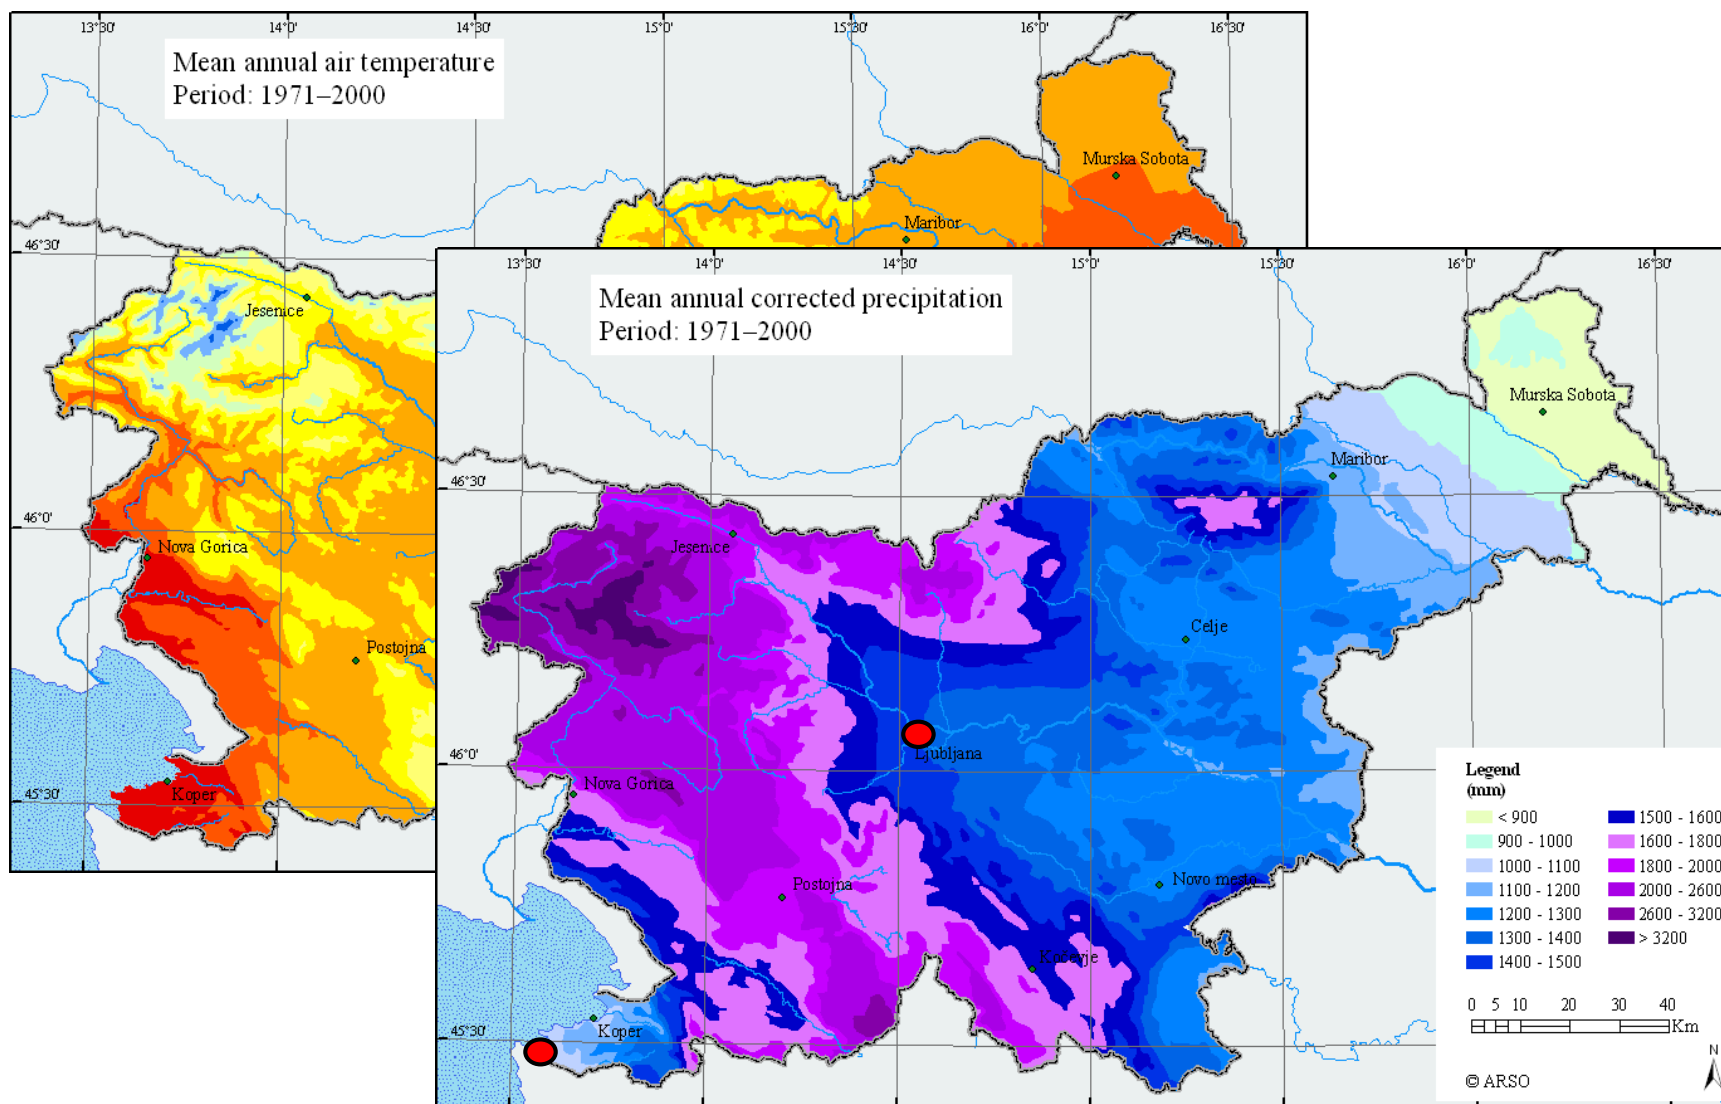 13°30'
14°0'
14°30'
15°0'
15°30'
16°0'
16°30'
Mean annual air temperature
Period: 1971–2000
Murska Sobota
Maribor
46°30'
Jesenice
46°0'
Nova Gorica
Postojna
Koper
45°30'
13°30'
14°0'
14°30'
15°0'
15°30'
16°0'
16°30'
Mean annual corrected precipitation
Period: 1971–2000
Murska Sobota
Maribor
46°30'
Jesenice
Celje
Ljubljana
46°0'
Nova Gorica
Postojna
Novo mesto
Kočevje
Koper
45°30'
Legend
(mm)
< 900
900 - 1000
1000 - 1100
1100 - 1200
1200 - 1300
1300 - 1400
1400 - 1500
1500 - 1600
1600 - 1800
1800 - 2000
2000 - 2600
2600 - 3200
> 3200
0 5 10 20 30 40
Km
N
© ARSO